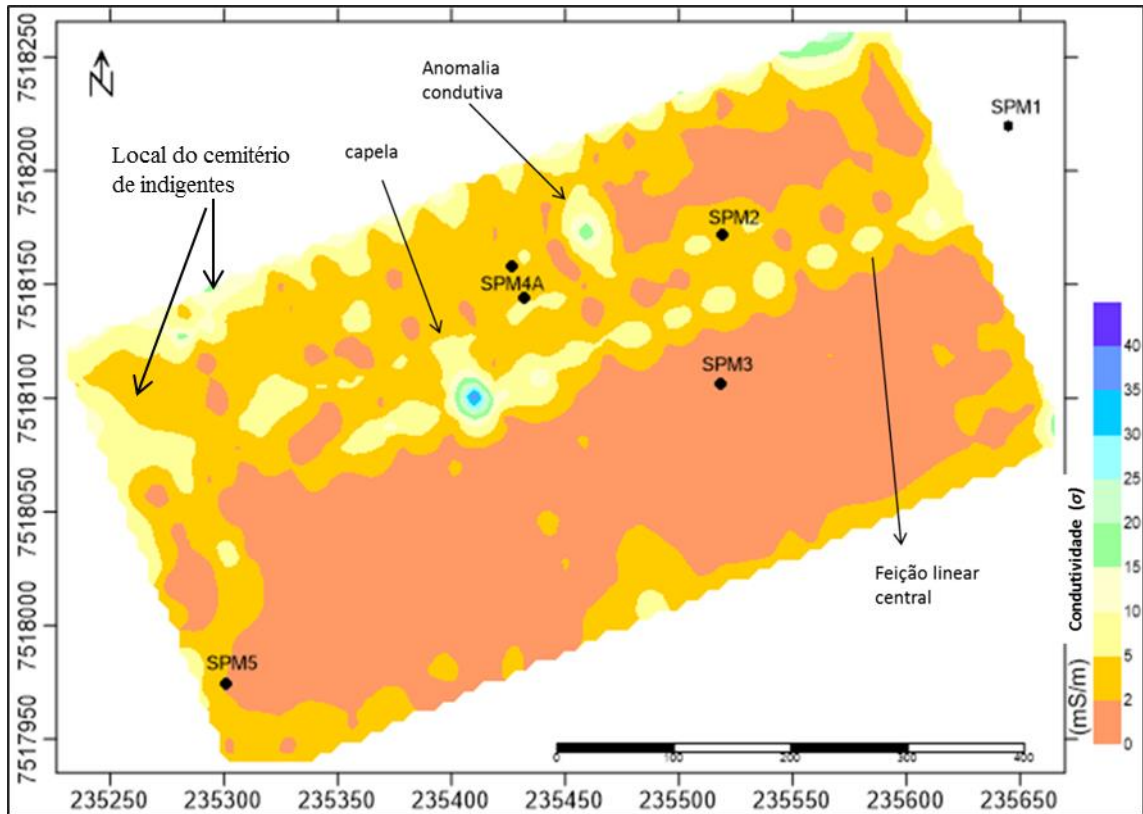 7518250
7518200
7518150
7518100
7518050
7518000
7517950
N
Anomalia
condutiva
SPM1
Local do cemitério
de indigentes
capela
SPM2
SPM4A
SPM3
Feição linear
central
SPM5
0 100 200 300 400
235250 235300 235350 235400 235450 235500 235550 235600 235650
Condutividade (σ)
(mS/m)
40
35
30
25
20
15
10
5
2
0